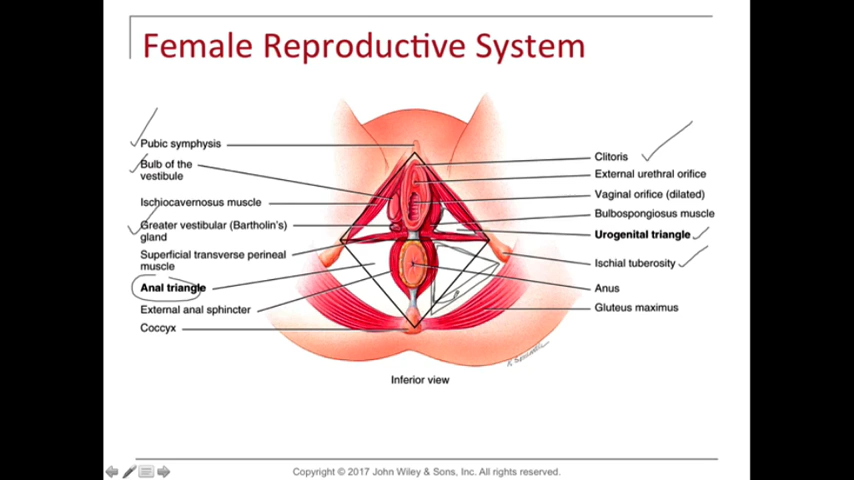 Female Reproductive System
Pubic symphysis
Bulb of the
vestibule
Ischiocavernosus muscle
Greater vestibular (Bartholin's)
gland
Superficial transverse perineal
muscle
Anal triangle
External anal sphincter
Coccyx
Clitoris
External urethral orifice
Vaginal orifice (dilated)
Bulbospongiosus muscle
Urogenital triangle
Ischial tuberosity
Anus
Gluteus maximus
Inferior view
Copyright © 2017 John Wiley & Sons, Inc. All rights reserved.